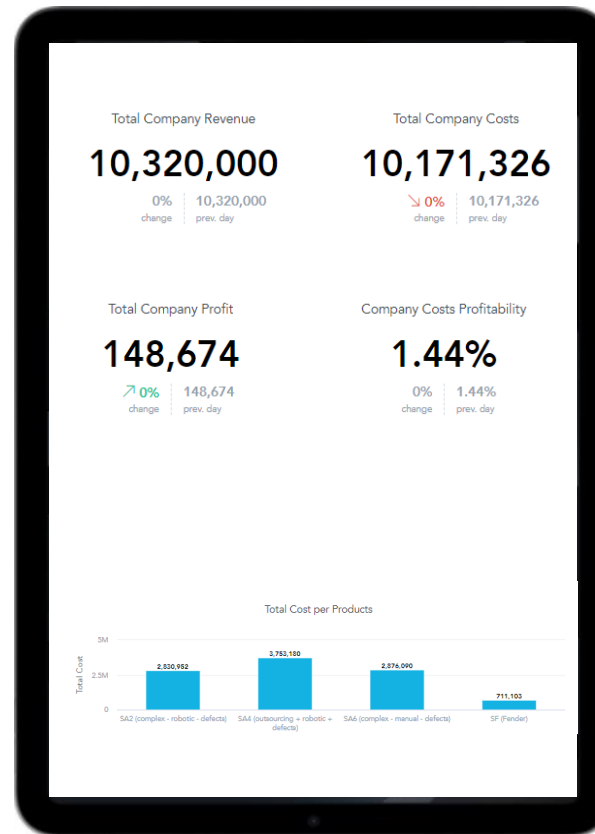 Total Company Revenue
10,320,000
0%
change
10,320,000
prev. day
Total Company Costs
10,171,326
0%
change
10,171,326
prev. day
Total Company Profit
148,674
0%
change
148,674
prev. day
Company Costs Profitability
1.44%
0%
change
1.44%
prev. day
Total Cost per Products
Total Cost
5M
2.5M
0
2,830,952
3,753,180
2,876,090
711,103
SA2 (complex - robotic - defects)
SA4 (outsourcing + robotic +
defects)
SA6 (complex - manual - defects)
SF (Fender)